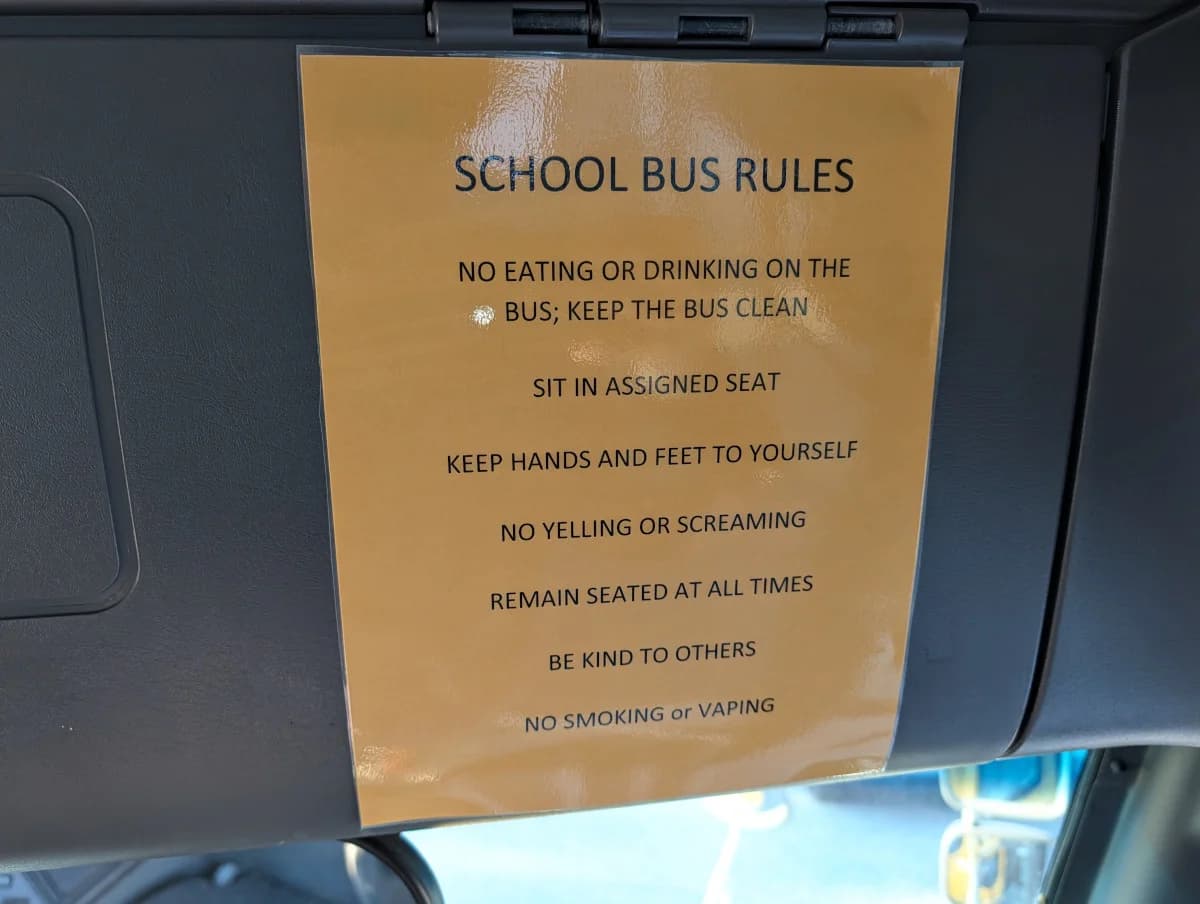 SCHOOL BUS RULES
NO EATING OR DRINKING ON THE
BUS; KEEP THE BUS CLEAN
SIT IN ASSIGNED SEAT
KEEP HANDS AND FEET TO YOURSELF
NO YELLING OR SCREAMING
REMAIN SEATED AT ALL TIMES
BE KIND TO OTHERS
NO SMOKING or VAPING